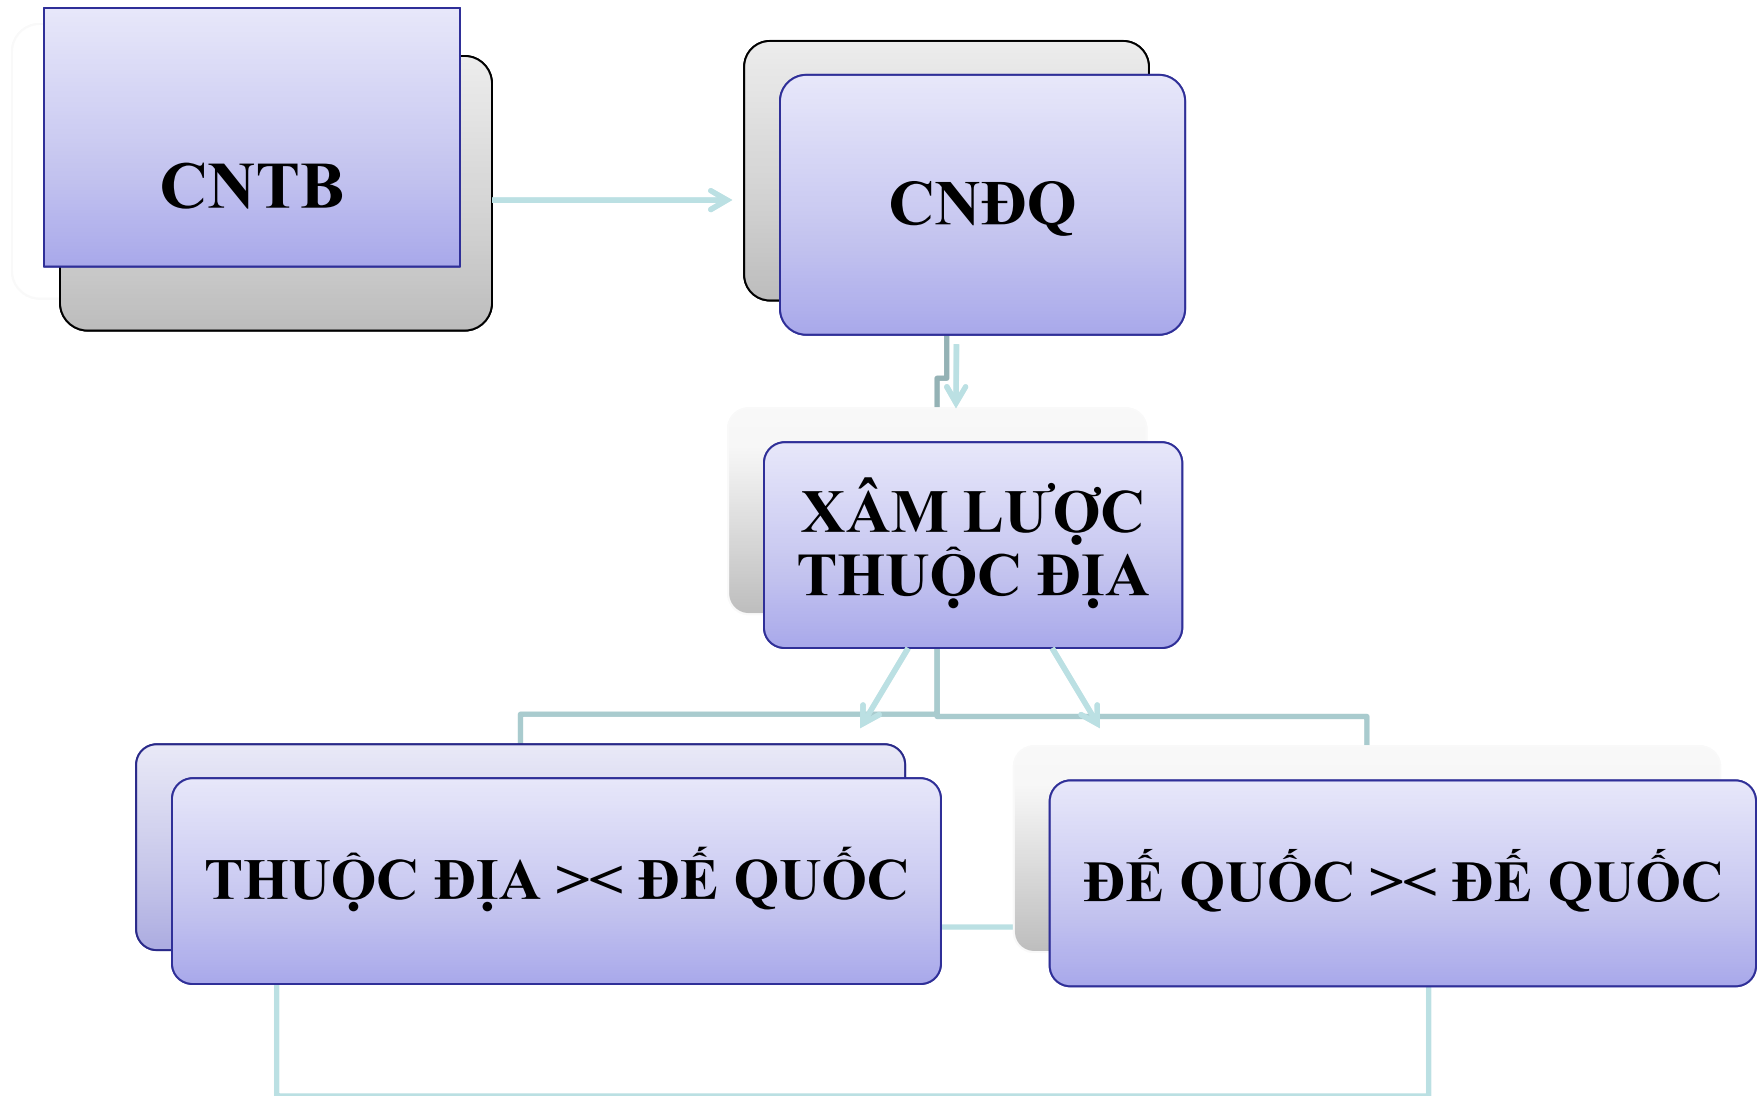 CNTB
CNĐQ
XÂM LƯỢC
THUỘC ĐỊA
THUỘC ĐỊA >< ĐẾ QUỐC
ĐẾ QUỐC >< ĐẾ QUỐC